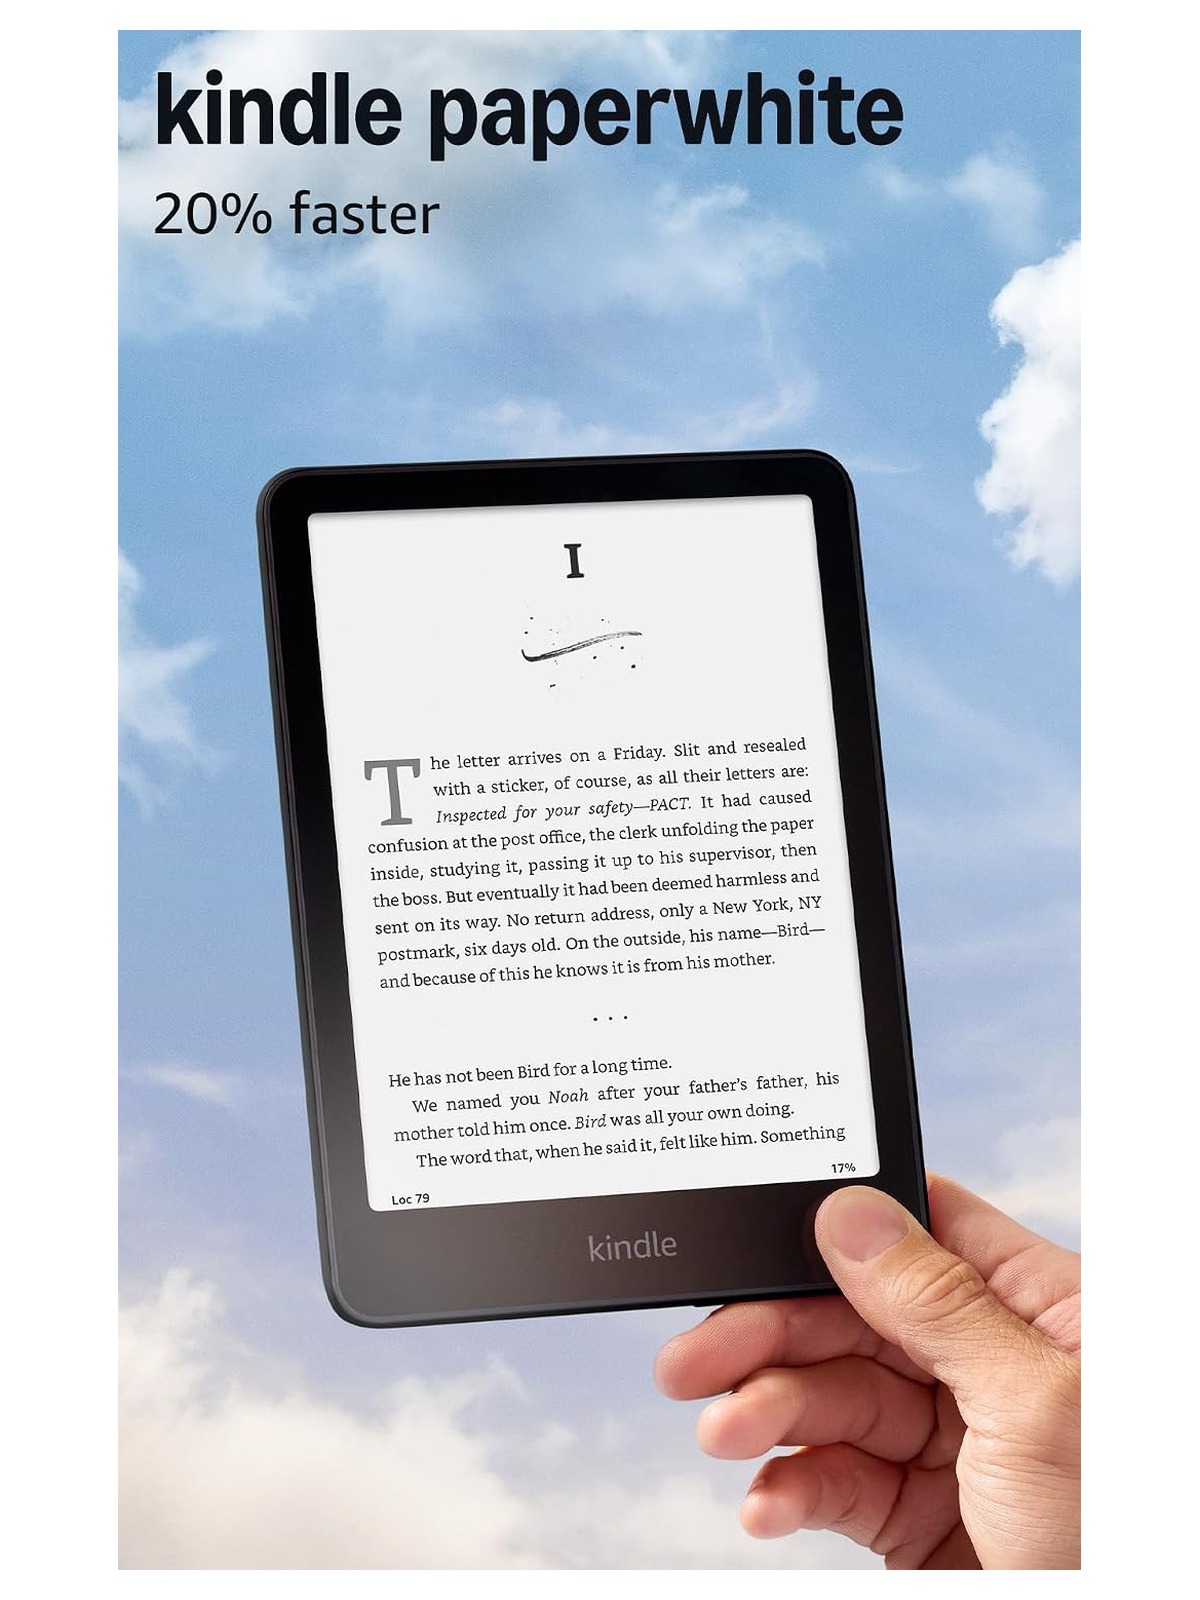 kindle paperwhite
20% faster
I
The letter arrives on a Friday. Slit and resealed
with a sticker, of course, as all their letters are:
Inspected for your safety—PACT. It had caused
confusion at the post office, the clerk unfolding the paper
inside, studying it, passing it up to his supervisor, then
the boss. But eventually it had been deemed harmless and
sent on its way. No return address, only a New York, NY
postmark, six days old. On the outside, his name—Bird—
and because of this he knows it is from his mother.
. . .
He has not been Bird for a long time.
We named you Noah after your father’s father, his
mother told him once. Bird was all your own doing.
The word that, when he said it, felt like him. Something
Loc 79 17%
kindle